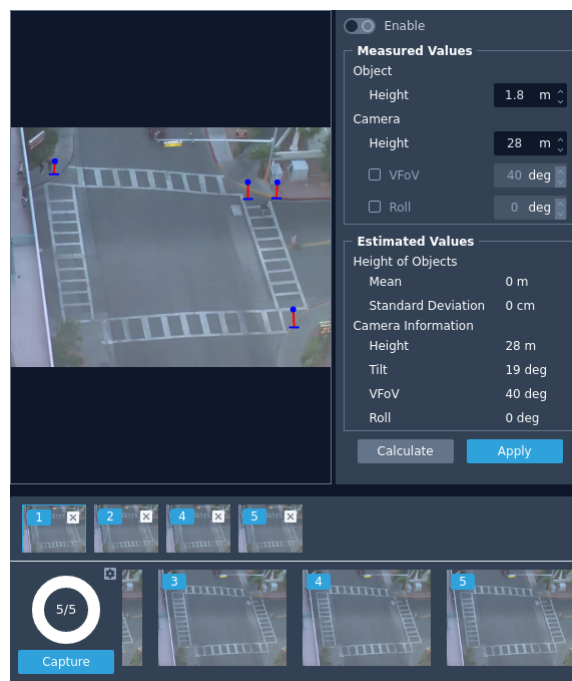 Enable
Measured Values
Object
Height 1.8 m
Camera
Height 28 m
VFoV 40 deg
Roll 0 deg
Estimated Values
Height of Objects
Mean 0 m
Standard Deviation 0 cm
Camera Information
Height 28 m
Tilt 19 deg
VFoV 40 deg
Roll 0 deg
Calculate Apply
1 2 4 5
5/5 3 4 5
Capture